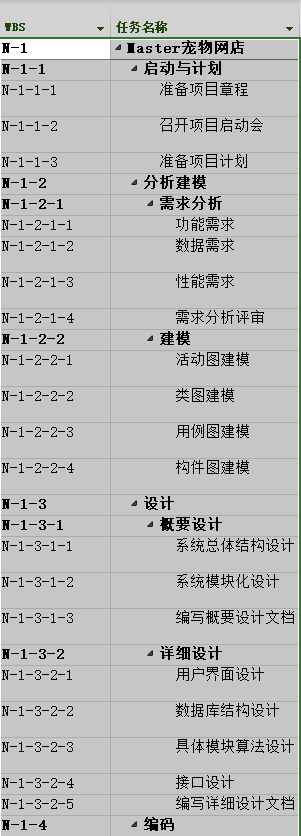 WBS 任务名称
N-1 Master宠物网店
N-1-1 启动与计划
N-1-1-1 准备项目章程
N-1-1-2 召开项目启动会
N-1-1-3 准备项目计划
N-1-2 分析建模
N-1-2-1 需求分析
N-1-2-1-1 功能需求
N-1-2-1-2 数据需求
N-1-2-1-3 性能需求
N-1-2-1-4 需求分析评审
N-1-2-2 建模
N-1-2-2-1 活动图建模
N-1-2-2-2 类图建模
N-1-2-2-3 用例图建模
N-1-2-2-4 构件图建模
N-1-3 设计
N-1-3-1 概要设计
N-1-3-1-1 系统总体结构设计
N-1-3-1-2 系统模块化设计
N-1-3-1-3 编写概要设计文档
N-1-3-2 详细设计
N-1-3-2-1 用户界面设计
N-1-3-2-2 数据库结构设计
N-1-3-2-3 具体模块算法设计
N-1-3-2-4 接口设计
N-1-3-2-5 编写详细设计文档
N-1-4 编码